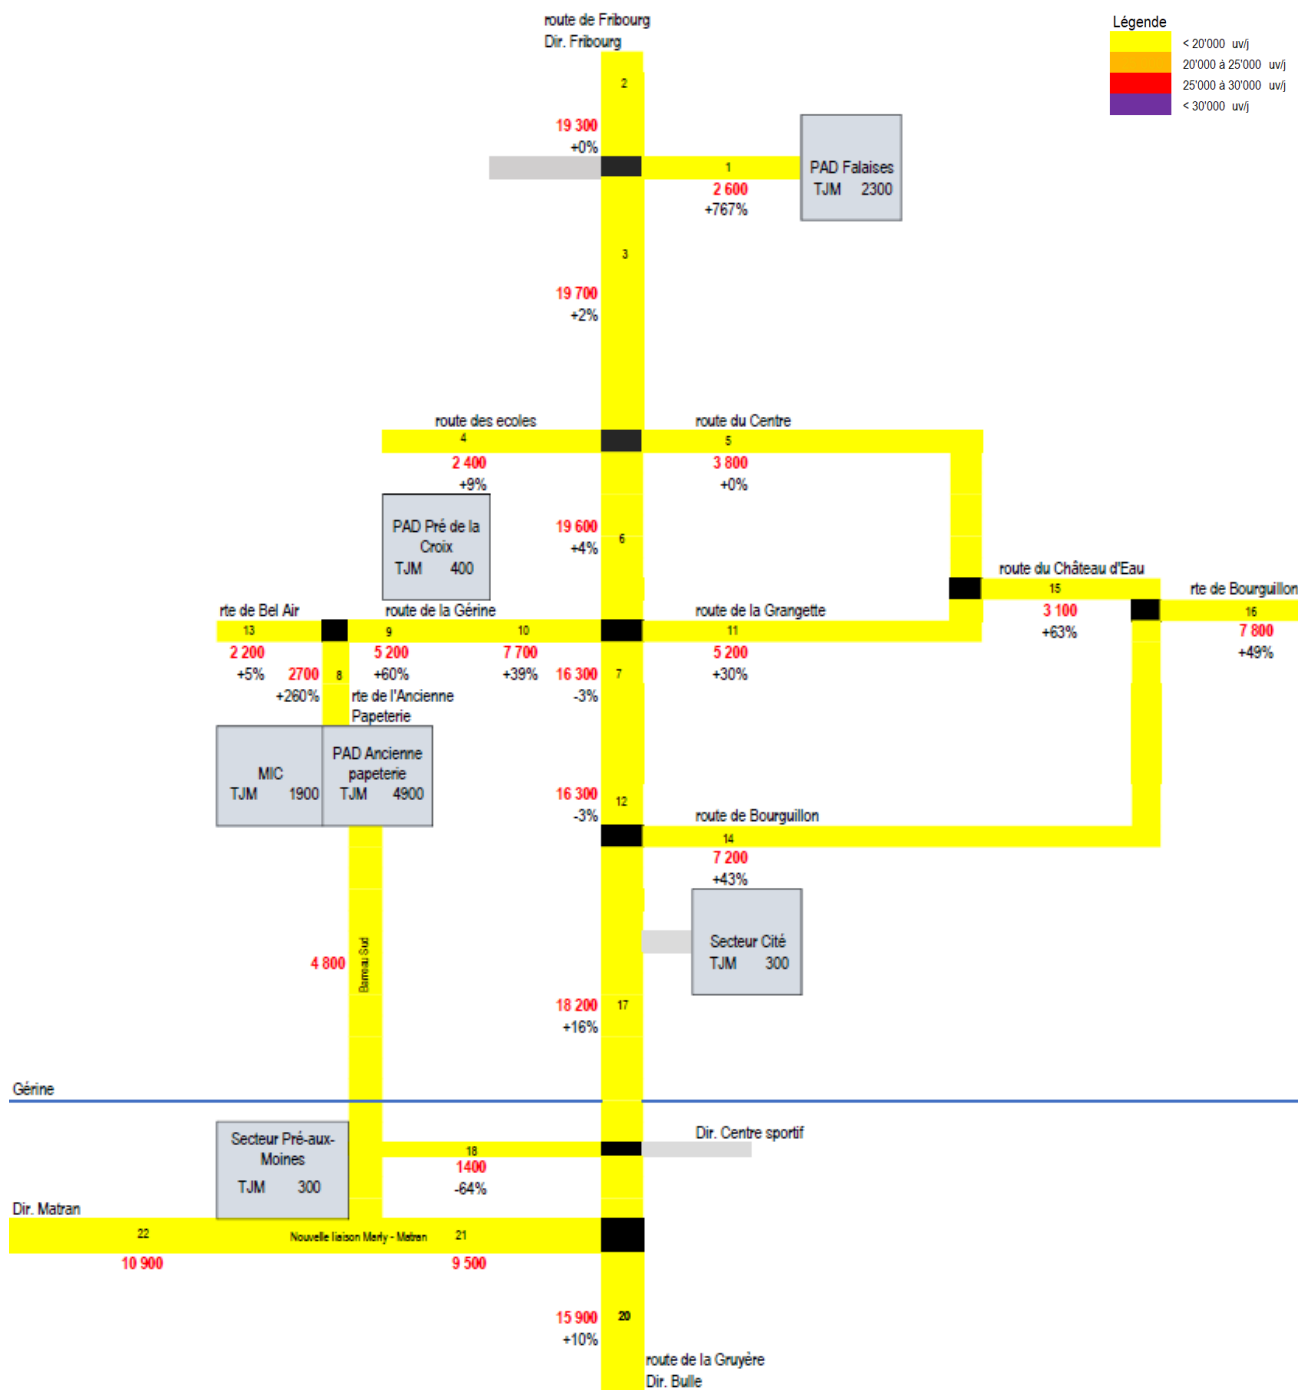 route de Fribourg
Dir. Fribourg
Légende
< 20'000 uv/j
20'000 à 25'000 uv/j
25'000 à 30'000 uv/j
< 30'000 uv/j
2
19 300
+0%
1
2 600
+767%
PAD Falaises
TJM 2300
3
19 700
+2%
route des ecoles
4
2 400
+9%
route du Centre
5
3 800
+0%
PAD Pré de la
Croix
TJM 400
19 600
+4%
6
route du Château d'Eau
15
3 100
+63%
rte de Bourguillon
16
7 800
+49%
rte de Bel Air
13
2 200
+5%
route de la Gérine
9
5 200
+60%
10
7 700
+39%
route de la Grangette
11
5 200
+30%
2700
+260%
8
16 300
-3%
7
rte de l'Ancienne
Papeterie
MIC
TJM 1900
PAD Ancienne
papeterie
TJM 4900
16 300
-3%
12
route de Bourguillon
14
7 200
+43%
Secteur Cité
TJM 300
4 800
Barreau Sud
18 200
+16%
17
Gérine
Secteur Pré-aux-
Moines
TJM 300
18
1400
-64%
Dir. Centre sportif
Dir. Matran
22
Nouvelle liaison Marly - Matran
21
10 900
9 500
15 900
+10%
20
route de la Gruyère
Dir. Bulle